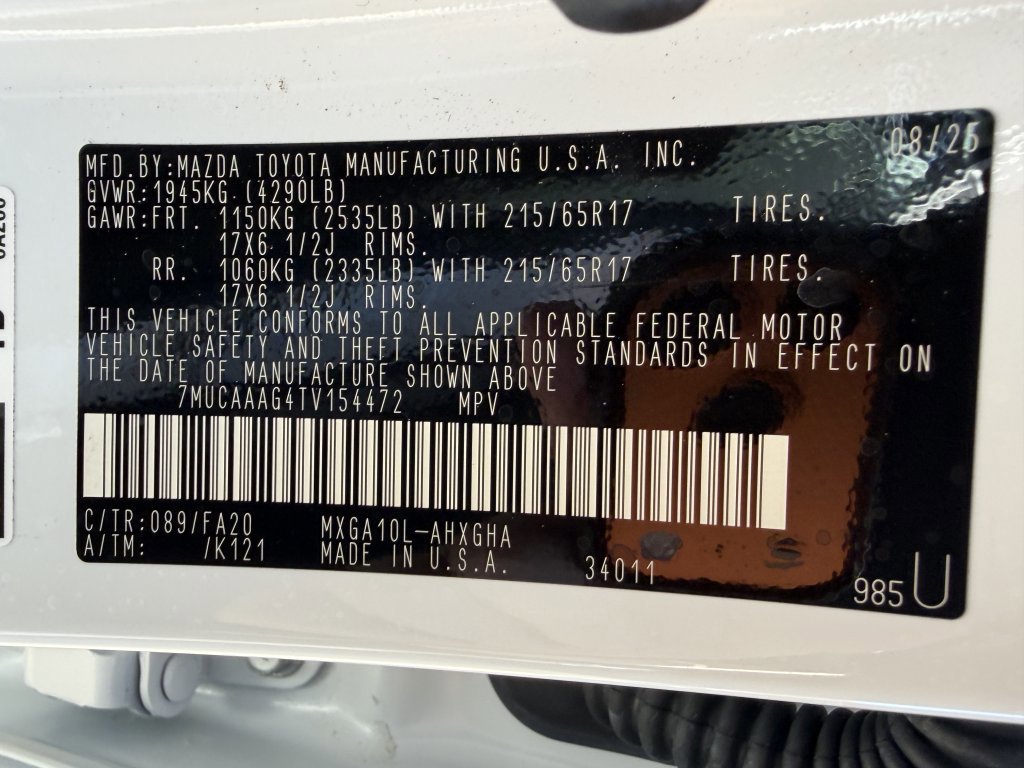 08/25
MFD.BY:MAZDA TOYOTA MANUFACTURING U.S.A. INC.
GVWR:1945KG (4290LB)
GAWR:FRT. 1150KG (2535LB) WITH 215/65R17 TIRES.
17X6 1/2J RIMS.
RR. 1060KG (2335LB) WITH 215/65R17 TIRES.
17X6 1/2J RIMS.
THIS VEHICLE CONFORMS TO ALL APPLICABLE FEDERAL MOTOR
VEHICLE SAFETY AND THEFT PREVENTION STANDARDS IN EFFECT ON
THE DATE OF MANUFACTURE SHOWN ABOVE
7MUCAAAG4TV154472 MPV
C/TR:089/FA20 MXGA10L-AHXGHA
A/TM: /K121 MADE IN U.S.A. 34011
985 U